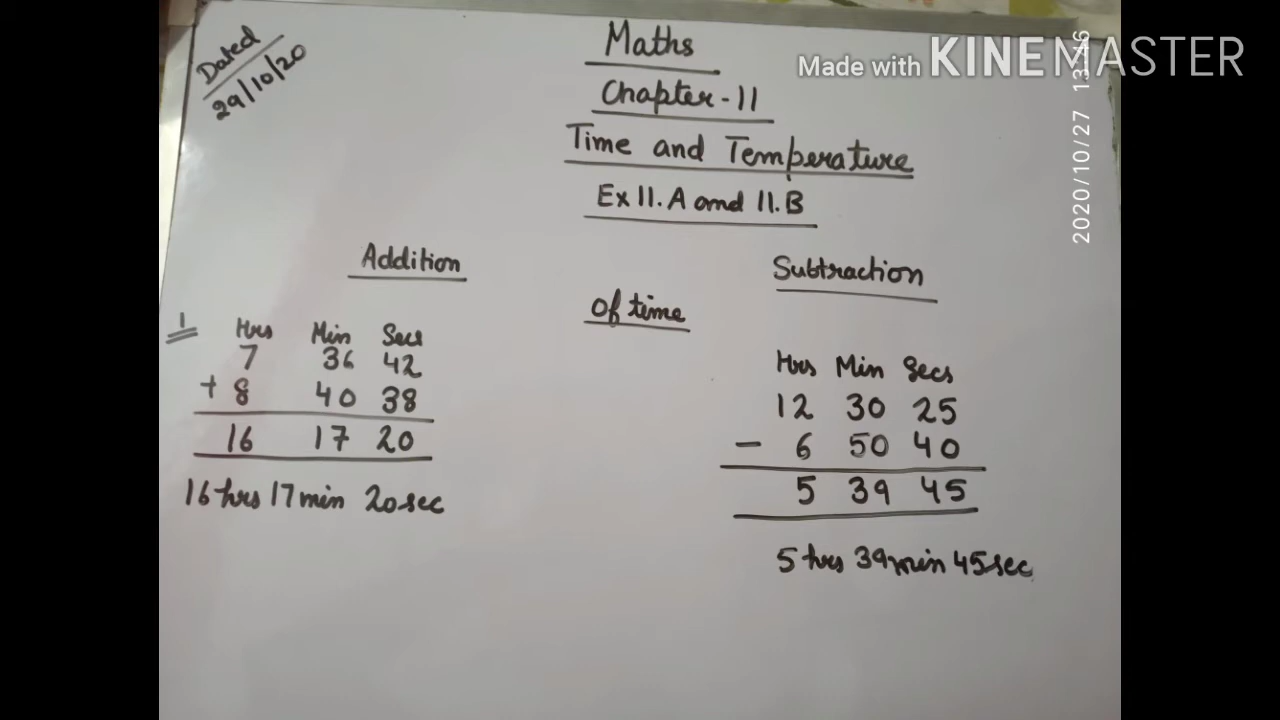 Dated
29/10/20
Maths
Made with KINEMASTER
Chapter-11
Time and Temperature
Ex 11.A and 11.B
2020/10/27 13:46
Addition
Of time
Subtraction
1
Hrs Min Secs
7 36 42
+ 8 40 38
16 17 20
16 hrs 17 min 20 sec
Hrs Min Secs
12 30 25
- 6 50 40
5 39 45
5 hrs 39 min 45 sec